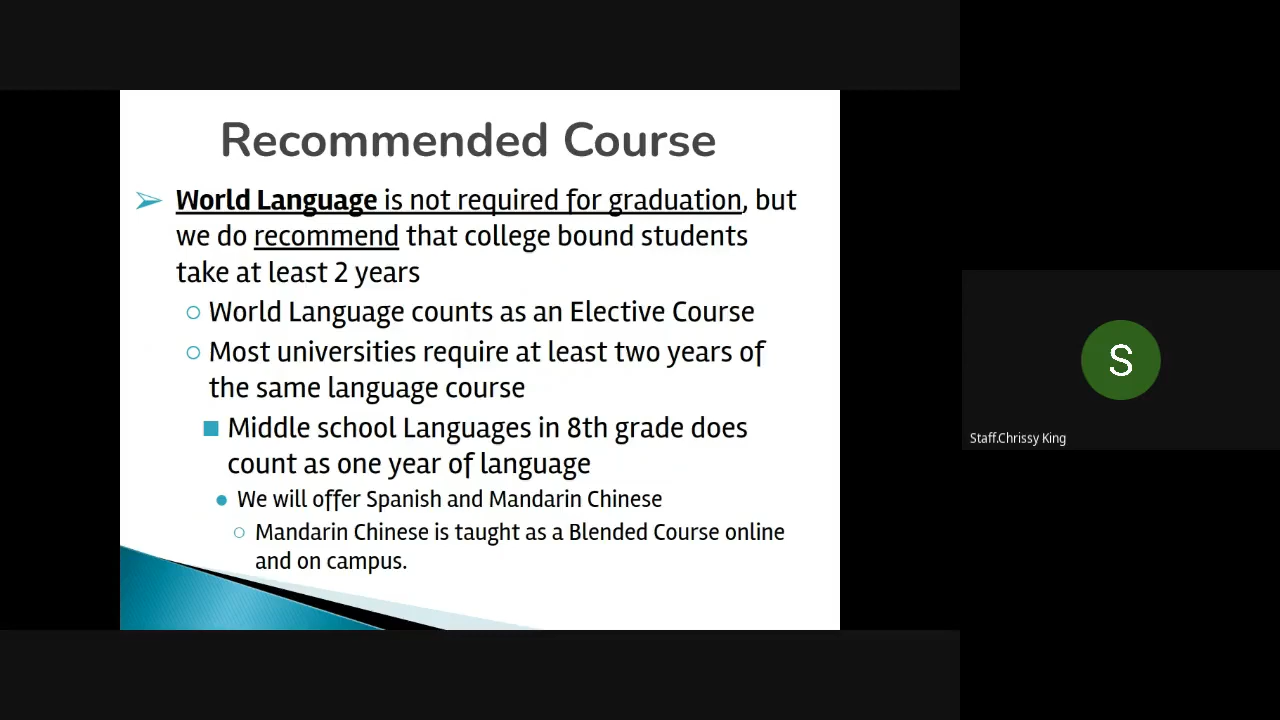 Recommended Course
➢ World Language is not required for graduation, but
we do recommend that college bound students
take at least 2 years
○ World Language counts as an Elective Course
○ Most universities require at least two years of
the same language course
■ Middle school Languages in 8th grade does
count as one year of language
● We will offer Spanish and Mandarin Chinese
○ Mandarin Chinese is taught as a Blended Course online
and on campus.
S
Staff.Chrissy King